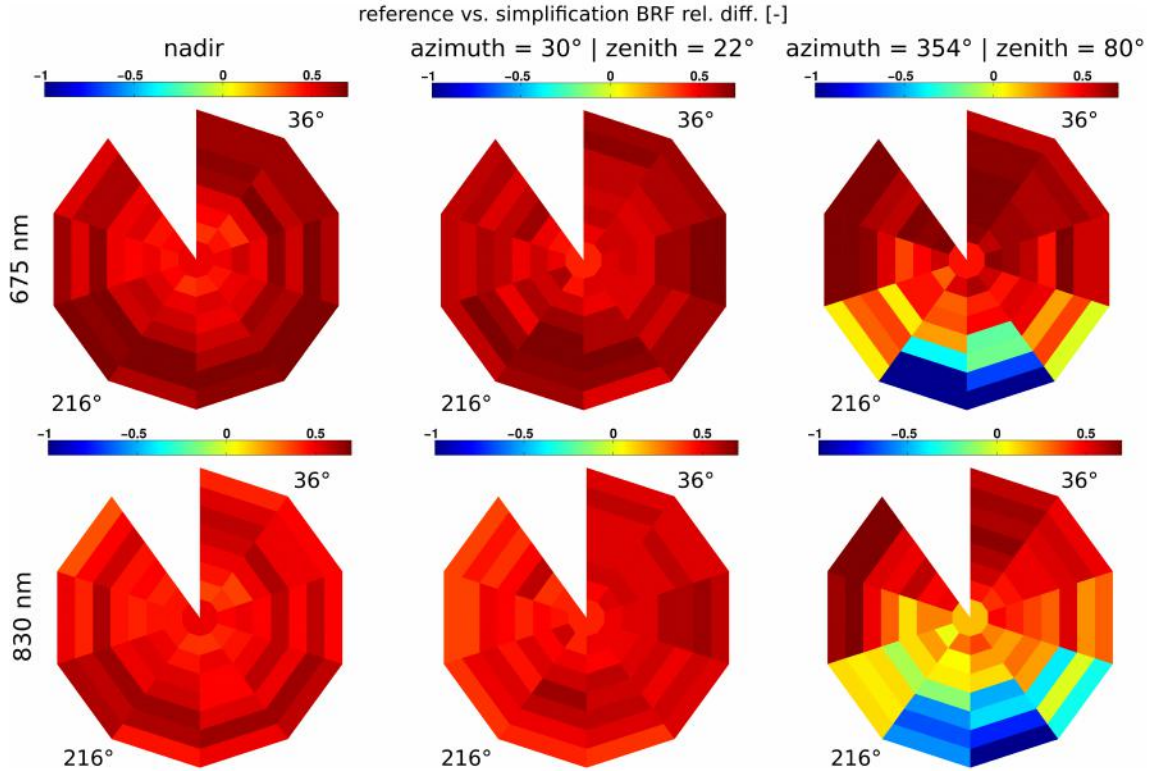 reference vs. simplification BRF rel. diff. [-]
nadir
azimuth = 30° | zenith = 22°
azimuth = 354° | zenith = 80°
−1 −0.5 0 0.5
−1 −0.5 0 0.5
−1 −0.5 0 0.5
36°
36°
36°
675 nm
216°
216°
216°
−1 −0.5 0 0.5
−1 −0.5 0 0.5
−1 −0.5 0 0.5
36°
36°
36°
830 nm
216°
216°
216°